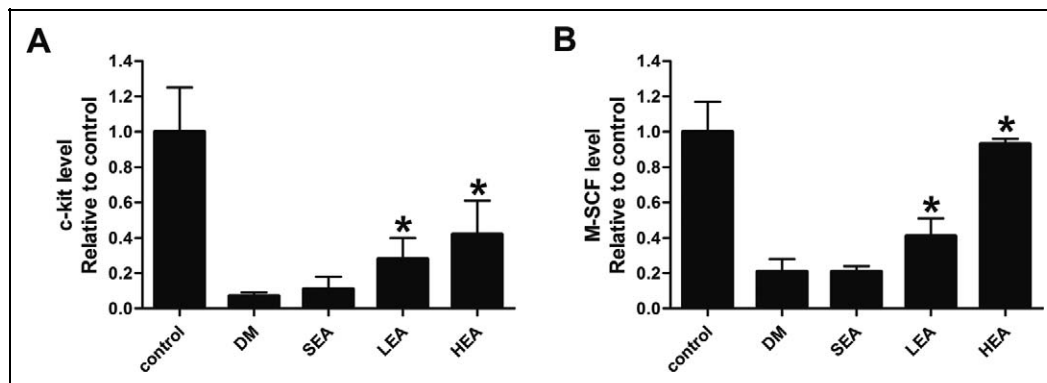 A
c-kit level
Relative to control
1.4
1.2
1.0
0.8
0.6
0.4
0.2
0.0
*
*
control
DM
SEA
LEA
HEA
B
M-SCF level
Relative to control
1.4
1.2
1.0
0.8
0.6
0.4
0.2
0.0
*
*
control
DM
SEA
LEA
HEA